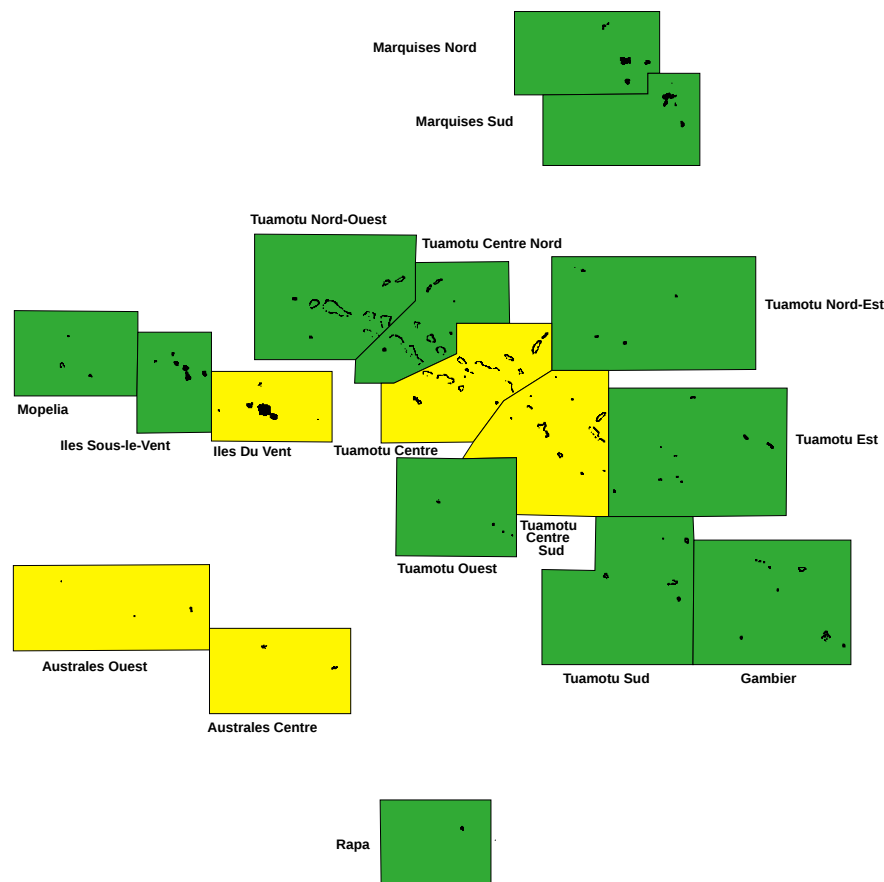 Marquises Nord
Marquises Sud
Tuamotu Nord-Ouest
Tuamotu Centre Nord
Tuamotu Nord-Est
Mopelia
Iles Sous-le-Vent
Iles Du Vent
Tuamotu Centre
Tuamotu Est
Tuamotu
Centre
Sud
Tuamotu Ouest
Australes Ouest
Tuamotu Sud
Gambier
Australes Centre
Rapa